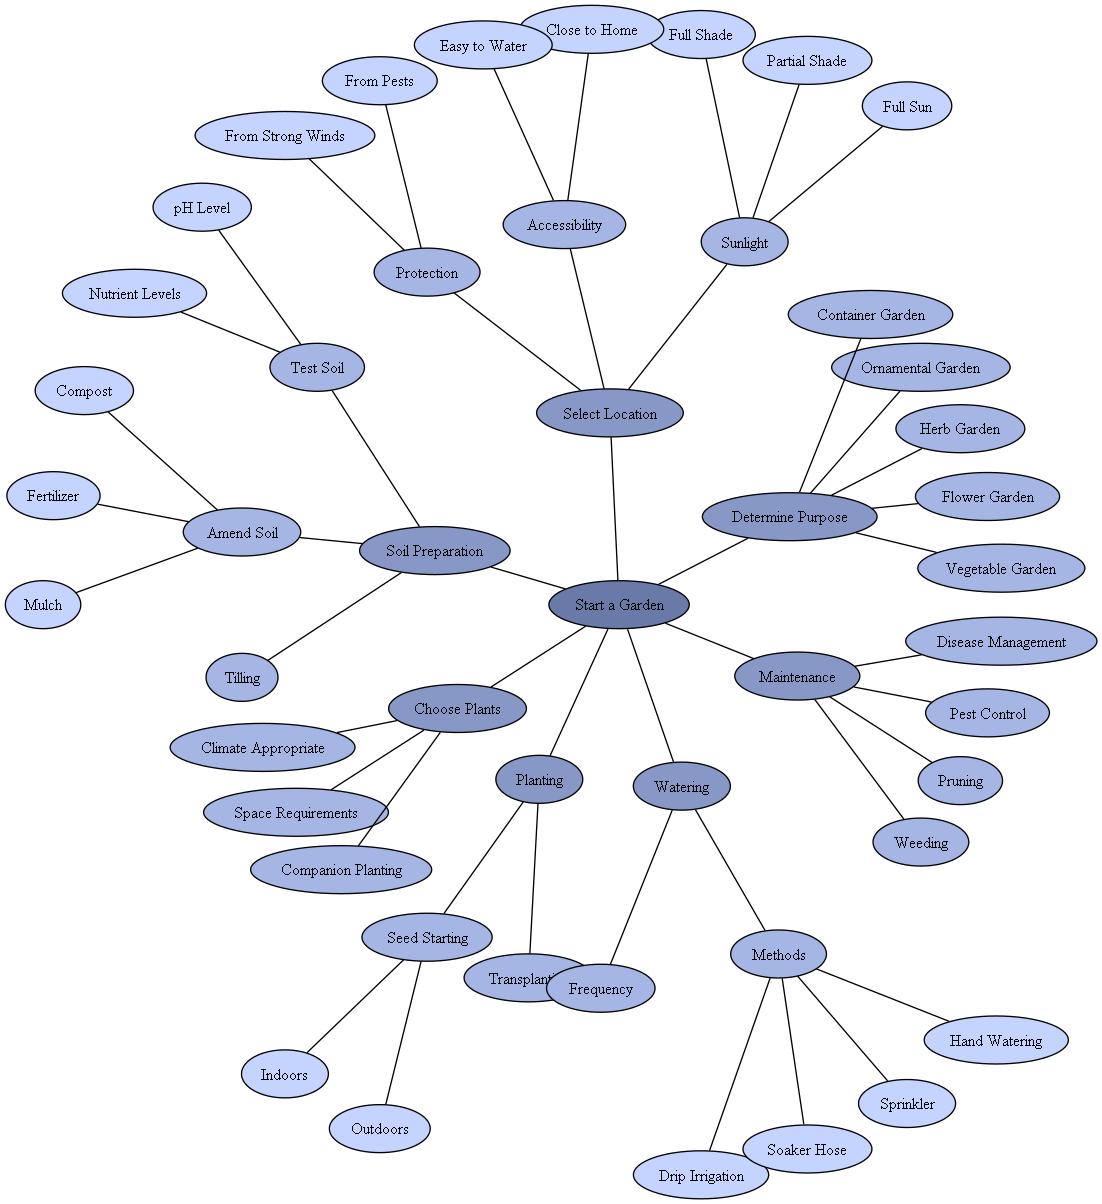 Close to Home
Full Shade
Easy to Water
Partial Shade
From Pests
Full Sun
From Strong Winds
pH Level
Accessibility
Sunlight
Protection
Nutrient Levels
Container Garden
Test Soil
Ornamental Garden
Compost
Select Location
Herb Garden
Fertilizer
Flower Garden
Determine Purpose
Amend Soil
Soil Preparation
Vegetable Garden
Mulch
Start a Garden
Disease Management
Tilling
Maintenance
Choose Plants
Pest Control
Climate Appropriate
Planting
Pruning
Watering
Space Requirements
Weeding
Companion Planting
Seed Starting
Methods
Transplanti
Frequency
Hand Watering
Indoors
Sprinkler
Outdoors
Soaker Hose
Drip Irrigation